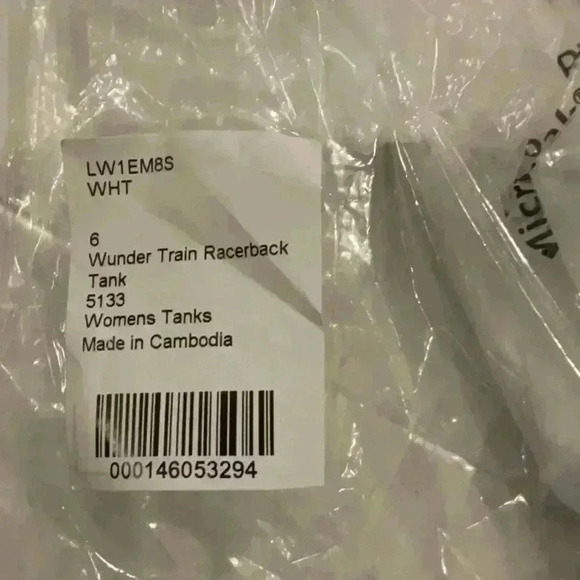 LW1EM8S
WHT
6
Wunder Train Racerback
Tank
5133
Womens Tanks
Made in Cambodia
000146053294